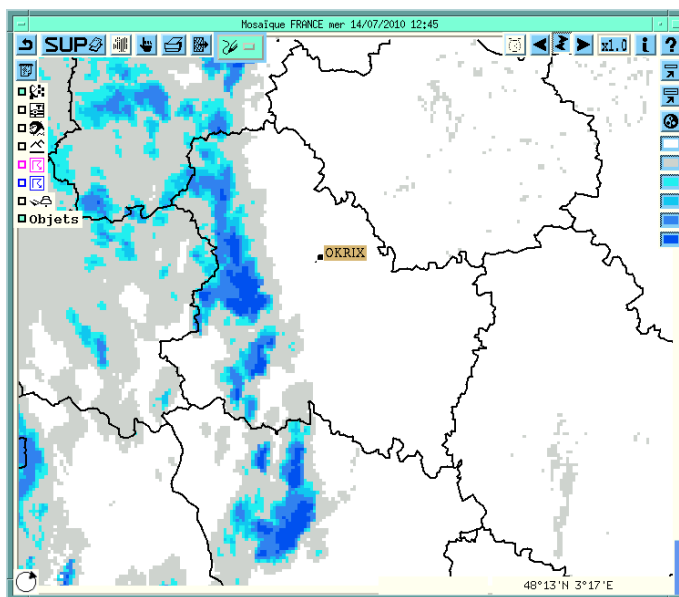 Mosaïque FRANCE mer 14/07/2010 12:45
SUP x1.0 i ?
Objets
OKRIX
48°13'N 3°17'E